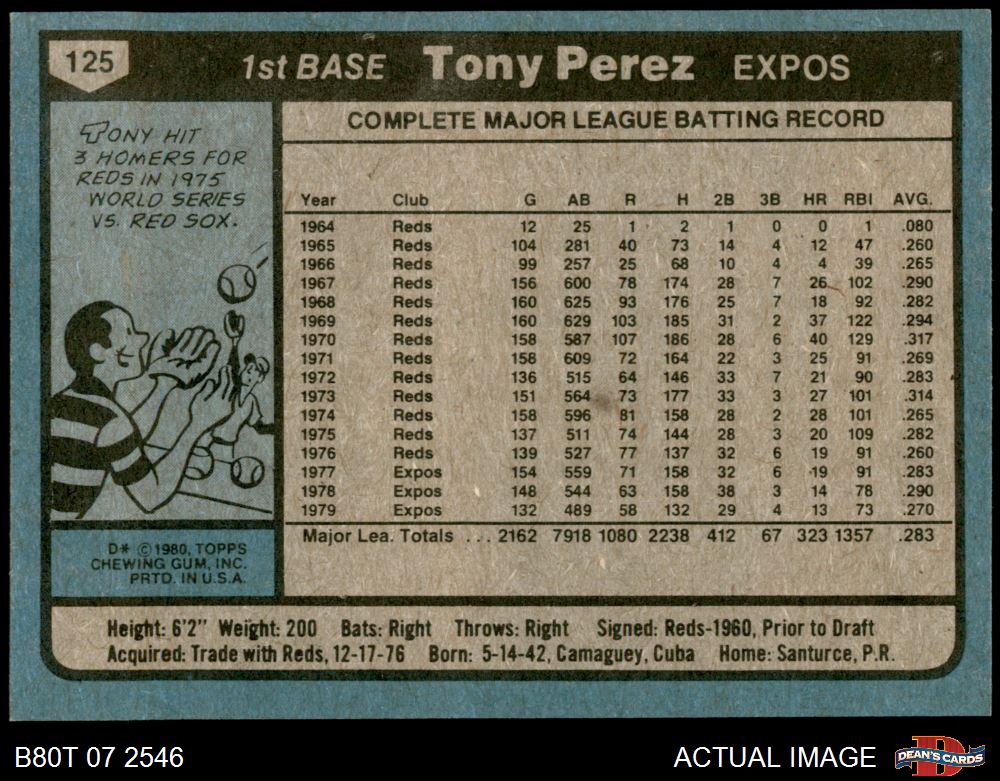 125 1st BASE Tony Perez EXPOS
TONY HIT
3 HOMERS FOR
REDS IN 1975
WORLD SERIES
VS. RED SOX.
D* © 1980, TOPPS
CHEWING GUM, INC.
PRTD. IN U.S.A.
COMPLETE MAJOR LEAGUE BATTING RECORD
Year Club G AB R H 2B 3B HR RBI AVG.
1964 Reds 12 25 1 2 1 0 0 1 .080
1965 Reds 104 281 40 73 14 4 12 47 .260
1966 Reds 99 257 25 68 10 4 4 39 .265
1967 Reds 156 600 78 174 28 7 26 102 .290
1968 Reds 160 625 93 176 25 7 18 92 .282
1969 Reds 160 629 103 185 31 2 37 122 .294
1970 Reds 158 587 107 186 28 6 40 129 .317
1971 Reds 158 609 72 164 22 3 25 91 .269
1972 Reds 136 515 64 146 33 7 21 90 .283
1973 Reds 151 564 73 177 33 3 27 101 .314
1974 Reds 158 596 81 158 28 2 28 101 .265
1975 Reds 137 511 74 144 28 3 20 109 .282
1976 Reds 139 527 77 137 32 6 19 91 .260
1977 Expos 154 559 71 158 32 6 19 91 .283
1978 Expos 148 544 63 158 38 3 14 78 .290
1979 Expos 132 489 58 132 29 4 13 73 .270
Major Lea. Totals ... 2162 7918 1080 2238 412 67 323 1357 .283
Height: 6'2" Weight: 200 Bats: Right Throws: Right Signed: Reds-1960, Prior to Draft
Acquired: Trade with Reds, 12-17-76 Born: 5-14-42, Camaguey, Cuba Home: Santurce, P.R.
B80T 07 2546 ACTUAL IMAGE DEAN'S CARDS